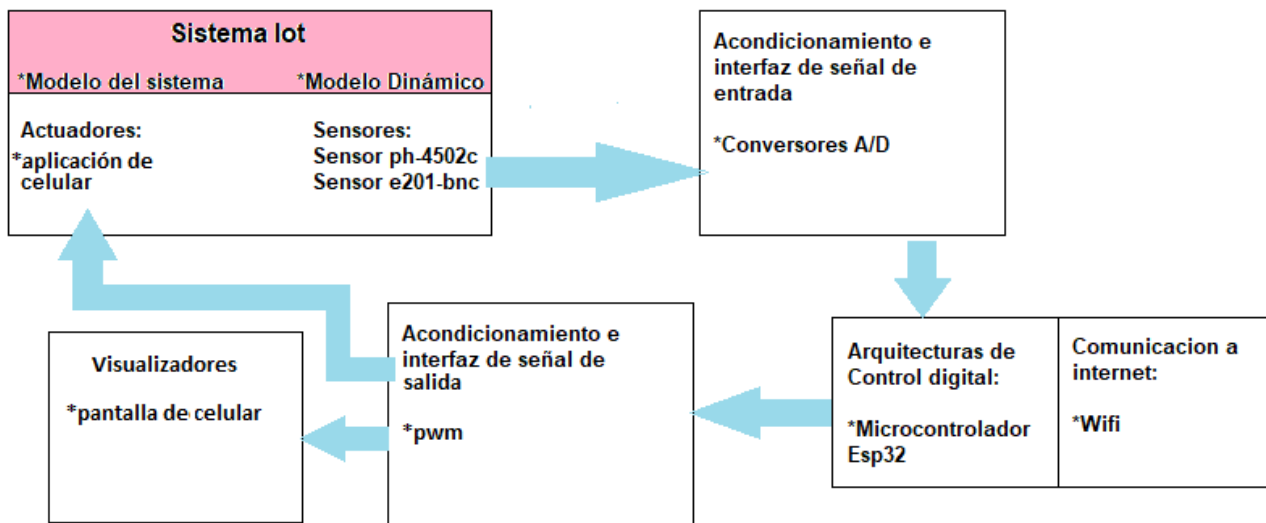 Sistema Iot
*Modelo del sistema
*Modelo Dinámico
Actuadores:
*aplicación de
celular
Sensores:
Sensor ph-4502c
Sensor e201-bnc
Acondicionamiento e
interfaz de señal de
entrada
*Conversores A/D
Arquitecturas de
Control digital:
*Microcontrolador
Esp32
Comunicacion a
internet:
*Wifi
Acondicionamiento e
interfaz de señal de
salida
*pwm
Visualizadores
*pantalla de celular